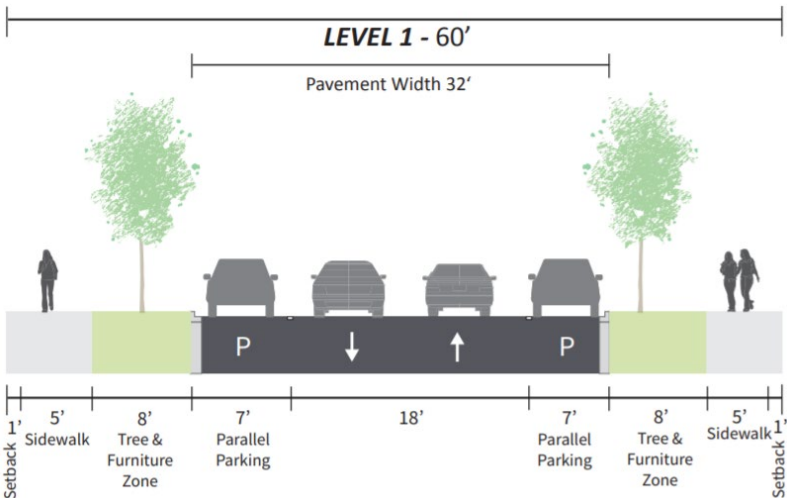 LEVEL 1 - 60’
Pavement Width 32‘
P
P
1’
5’
8’
7’
18’
7’
8’
5’
1’
Setback
Sidewalk
Tree &
Furniture
Zone
Parallel
Parking
Parallel
Parking
Tree &
Furniture
Zone
Sidewalk
Setback